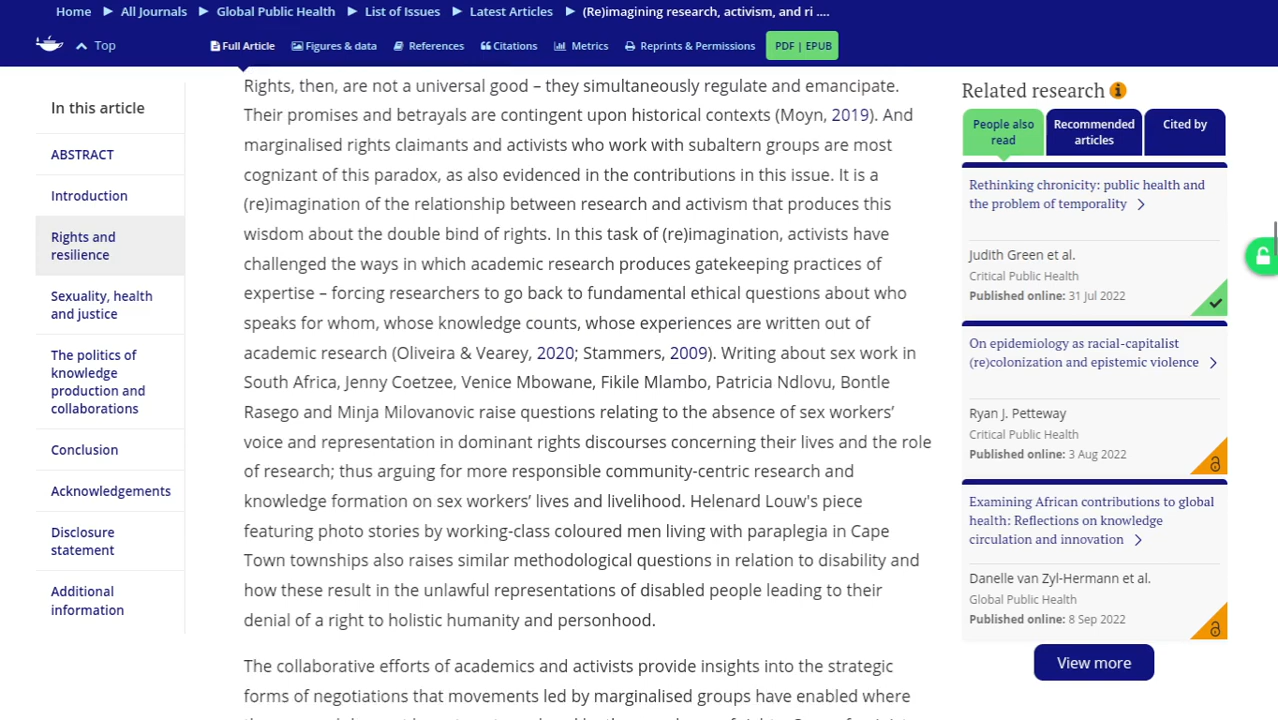 Home
All Journals
Global Public Health
List of Issues
Latest Articles
(Re)imagining research, activism, and ri ....
Top
Full Article
Figures & data
References
Citations
Metrics
Reprints & Permissions
PDF | EPUB
In this article
ABSTRACT
Introduction
Rights and
resilience
Sexuality, health
and justice
The politics of
knowledge
production and
collaborations
Conclusion
Acknowledgements
Disclosure
statement
Additional
information
Rights, then, are not a universal good – they simultaneously regulate and emancipate.
Their promises and betrayals are contingent upon historical contexts (Moyn, 2019). And
marginalised rights claimants and activists who work with subaltern groups are most
cognizant of this paradox, as also evidenced in the contributions in this issue. It is a
(re)imagination of the relationship between research and activism that produces this
wisdom about the double bind of rights. In this task of (re)imagination, activists have
challenged the ways in which academic research produces gatekeeping practices of
expertise – forcing researchers to go back to fundamental ethical questions about who
speaks for whom, whose knowledge counts, whose experiences are written out of
academic research (Oliveira & Vearey, 2020; Stammers, 2009). Writing about sex work in
South Africa, Jenny Coetzee, Venice Mbowane, Fikile Mlambo, Patricia Ndlovu, Bontle
Rasego and Minja Milovanovic raise questions relating to the absence of sex workers’
voice and representation in dominant rights discourses concerning their lives and the role
of research; thus arguing for more responsible community-centric research and
knowledge formation on sex workers’ lives and livelihood. Helenard Louw's piece
featuring photo stories by working-class coloured men living with paraplegia in Cape
Town townships also raises similar methodological questions in relation to disability and
how these result in the unlawful representations of disabled people leading to their
denial of a right to holistic humanity and personhood.
The collaborative efforts of academics and activists provide insights into the strategic
forms of negotiations that movements led by marginalised groups have enabled where
Related research
People also
read
Recommended
articles
Cited by
Rethinking chronicity: public health and
the problem of temporality
Judith Green et al.
Critical Public Health
Published online: 31 Jul 2022
On epidemiology as racial-capitalist
(re)colonization and epistemic violence
Ryan J. Petteway
Critical Public Health
Published online: 3 Aug 2022
Examining African contributions to global
health: Reflections on knowledge
circulation and innovation
Danelle van Zyl-Hermann et al.
Global Public Health
Published online: 8 Sep 2022
View more